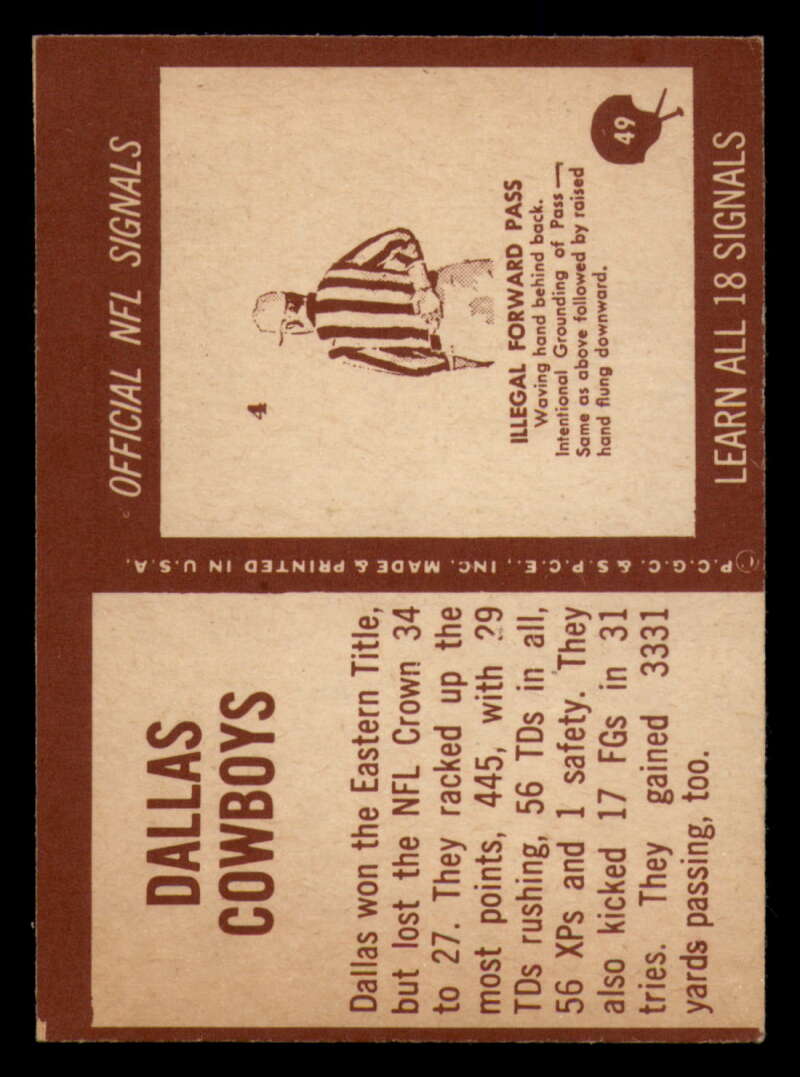 DALLAS
COWBOYS
Dallas won the Eastern Title,
but lost the NFL Crown 34
to 27. They racked up the
most points, 445, with 29
TDs rushing, 56 TDs in all,
56 XPs and 1 safety. They
also kicked 17 FGs in 31
tries. They gained 3331
yards passing, too.
©P.C.G.C. & S.P.C.E., INC. MADE & PRINTED IN U.S.A.
OFFICIAL NFL SIGNALS
4
ILLEGAL FORWARD PASS
Waving hand behind back.
Intentional Grounding of Pass—
Same as above followed by raised
hand flung downward.
49
LEARN ALL 18 SIGNALS